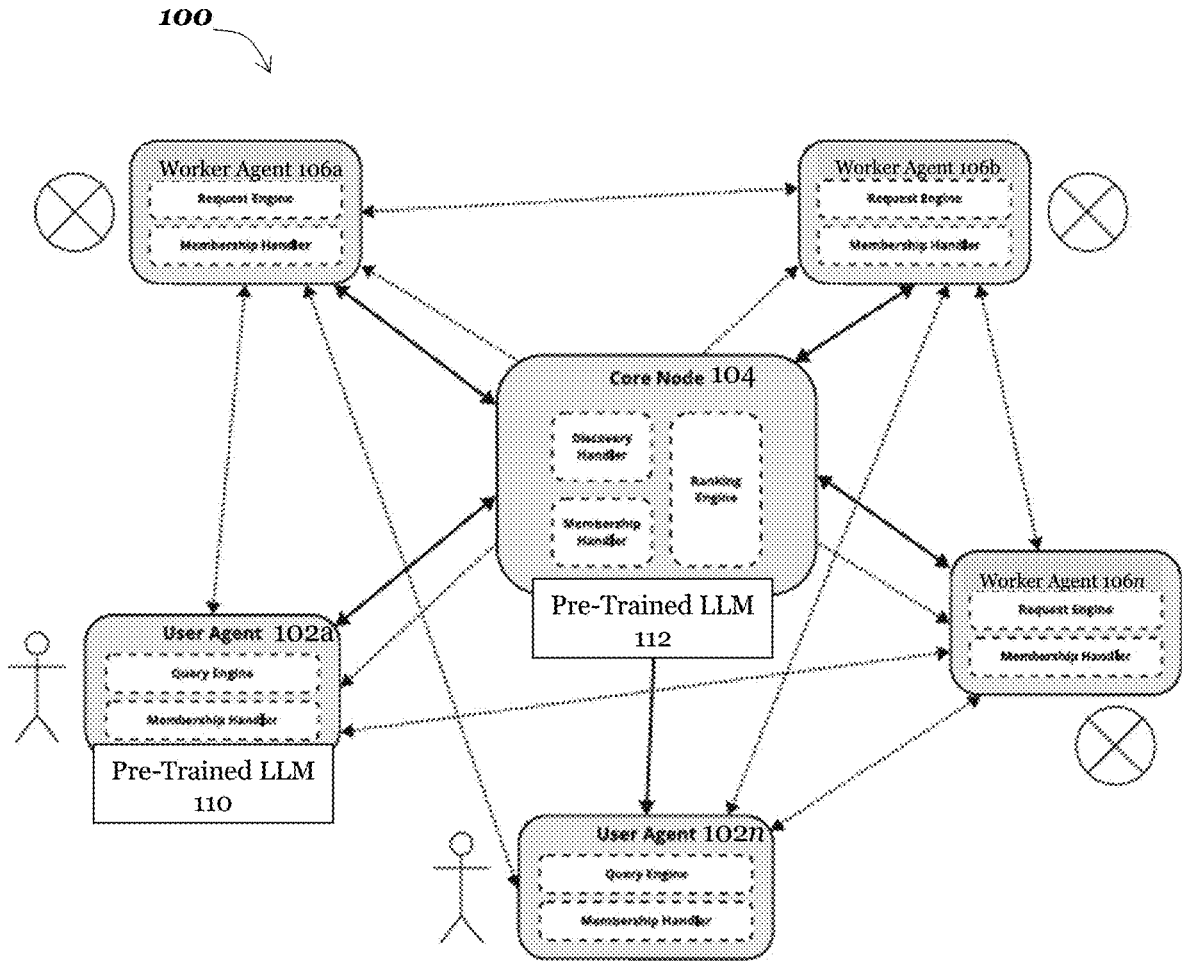 100
Worker Agent 106a
Request Engine
Membership Handler
Worker Agent 106b
Request Engine
Membership Handler
Core Node 104
Discovery
Handler
Membership
Handler
Ranking
Engine
Pre-Trained LLM
112
Worker Agent 106n
Request Engine
Membership Handler
User Agent 102a
Query Engine
Membership Handler
Pre-Trained LLM
110
User Agent 102n
Query Engine
Membership Handler